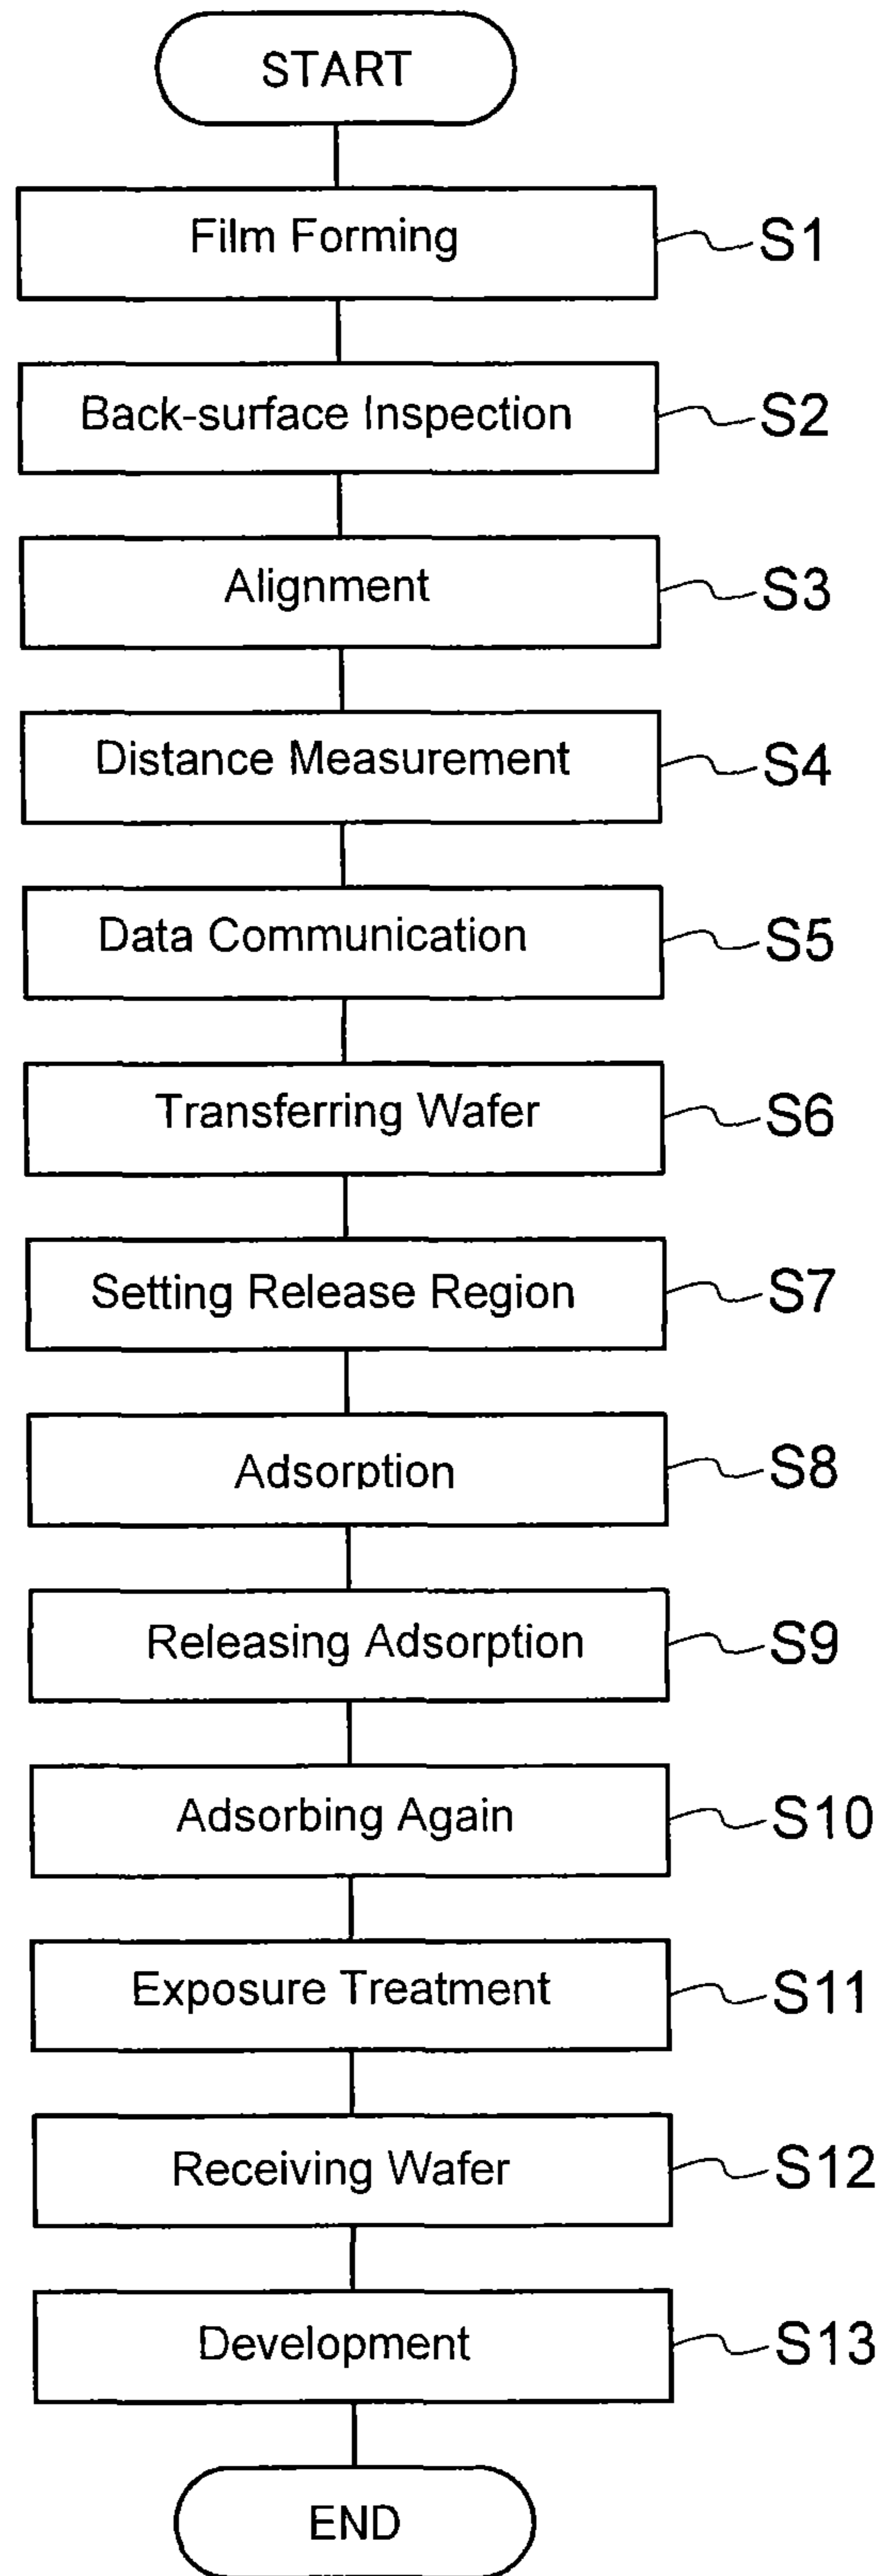 START
Film Forming S1
Back-surface Inspection S2
Alignment S3
Distance Measurement S4
Data Communication S5
Transferring Wafer S6
Setting Release Region S7
Adsorption S8
Releasing Adsorption S9
Adsorbing Again S10
Exposure Treatment S11
Receiving Wafer S12
Development S13
END